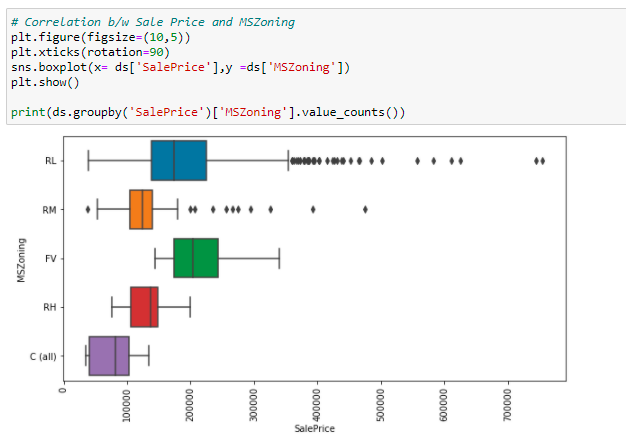 # Correlation b/w Sale Price and MSZoning
plt.figure(figsize=(10,5))
plt.xticks(rotation=90)
sns.boxplot(x= ds['SalePrice'],y =ds['MSZoning'])
plt.show()
print(ds.groupby('SalePrice')['MSZoning'].value_counts())
RL
RM
FV
RH
C (all)
MSZoning
0
100000
200000
300000
400000
500000
600000
700000
SalePrice